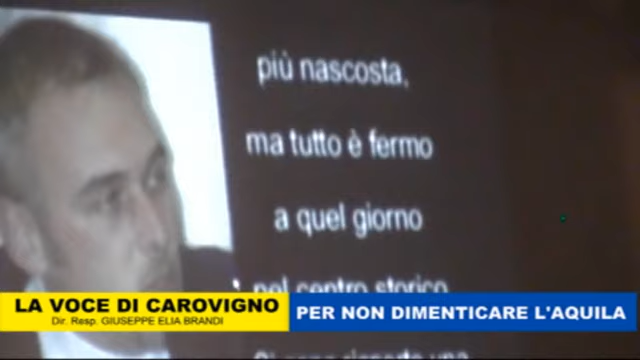 più nascosta,
ma tutto è fermo
a quel giorno
nel centro storico
LA VOCE DI CAROVIGNO
Dir. Resp. GIUSEPPE ELIA BRANDI
PER NON DIMENTICARE L'AQUILA